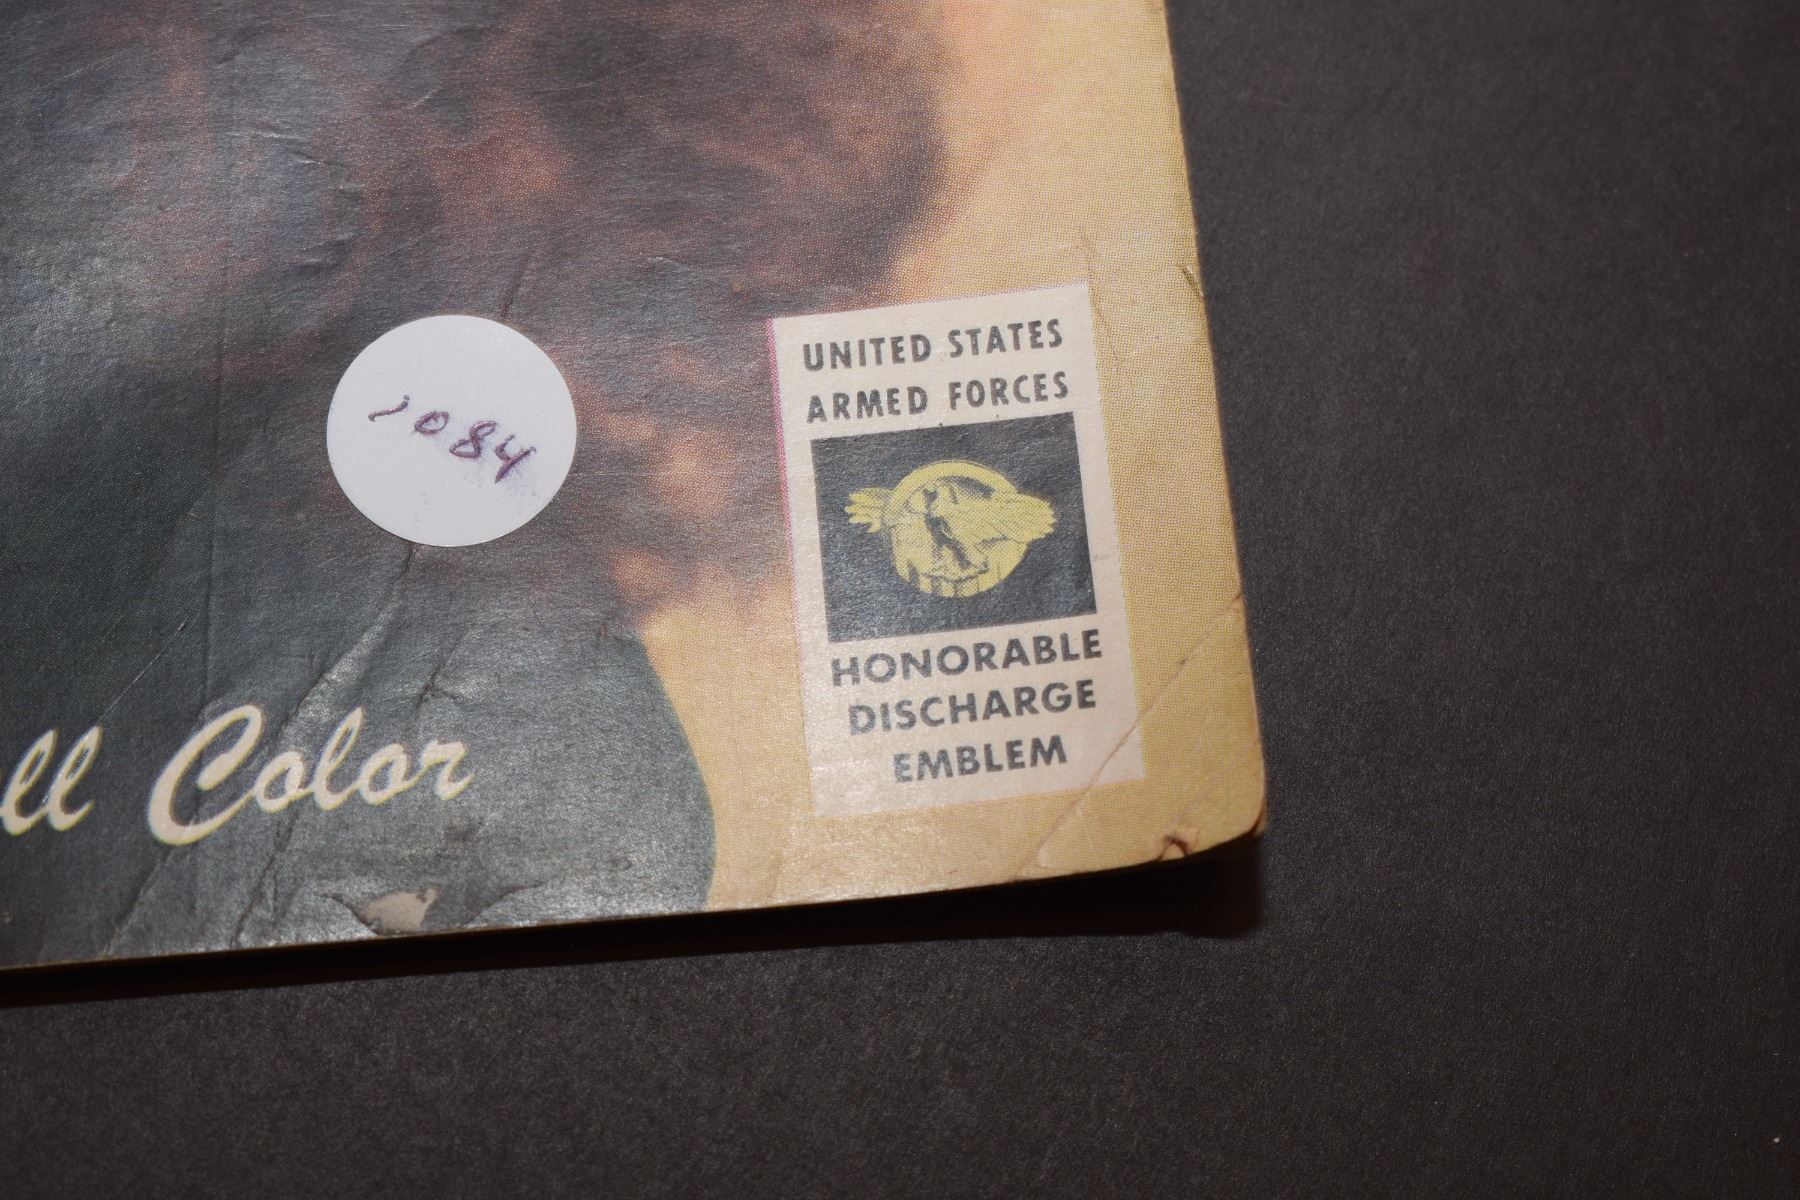 1084
UNITED STATES
ARMED FORCES
HONORABLE
DISCHARGE
EMBLEM
ll Color